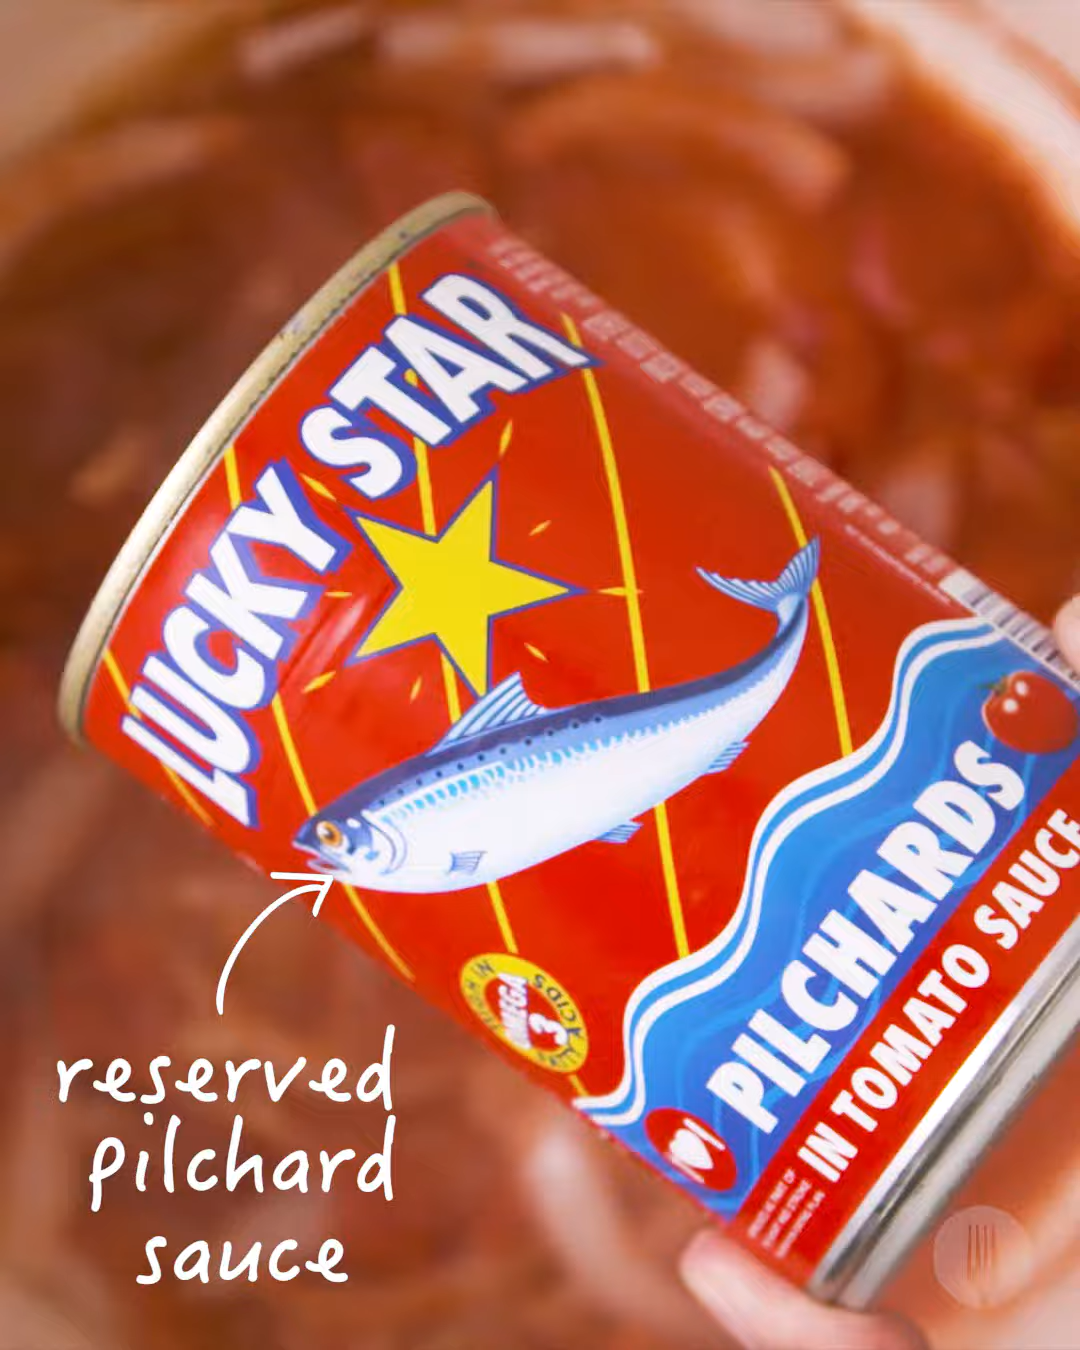 LUCKY STAR
OMEGA
3
PILCHARDS
IN TOMATO SAUCE
reserved
pilchard
sauce